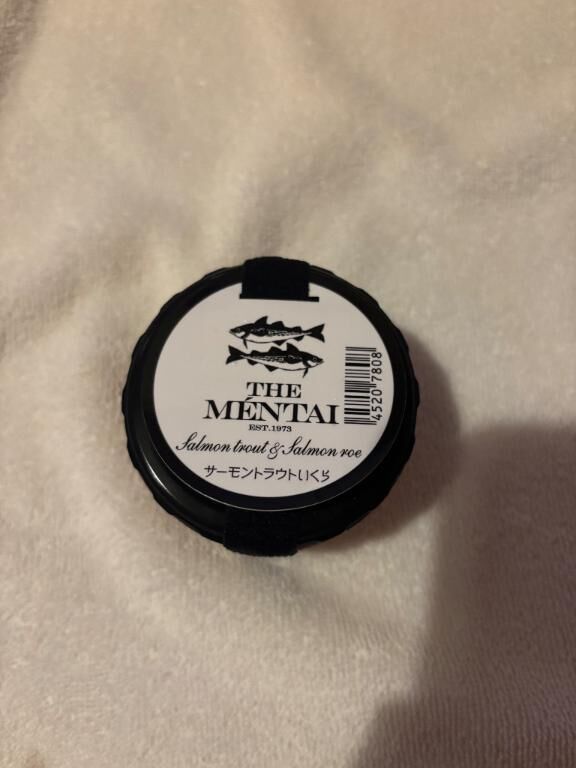 THE
MÉNTAI
EST.1973
Salmon trout & Salmon roe
サーモントラウトいくら
4520 7808